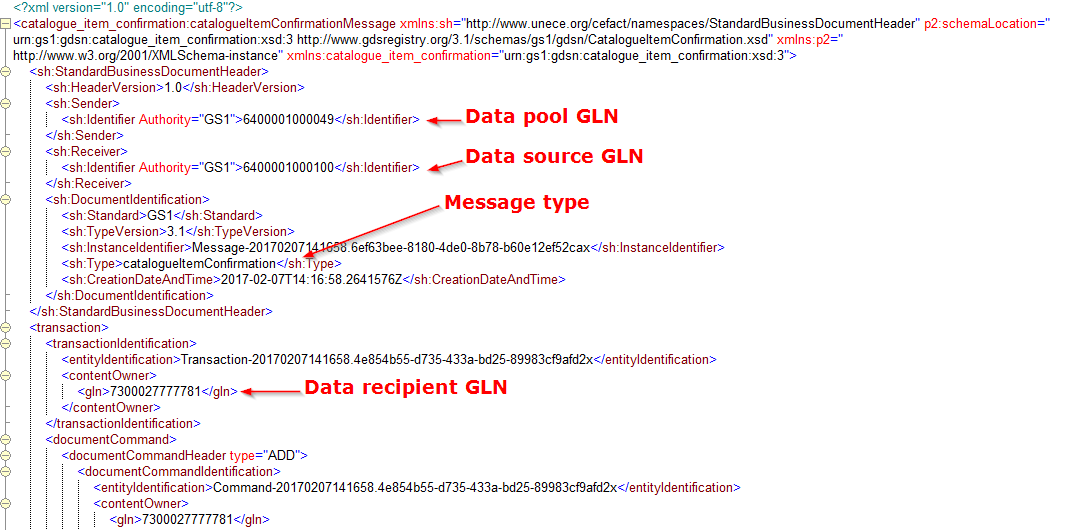 <?xml version="1.0" encoding="utf-8"?>
<catalogue_item_confirmation:catalogueItemConfirmationMessage xmlns:sh="http://www.unece.org/cefact/namespaces/StandardBusinessDocumentHeader" p2:schemaLocation="
urn:gs1:gdsn:catalogue_item_confirmation:xsd:3 http://www.gdsregistry.org/3.1/schemas/gs1/gdsn/CatalogueItemConfirmation.xsd" xmlns:p2="
http://www.w3.org/2001/XMLSchema-instance" xmlns:catalogue_item_confirmation="urn:gs1:gdsn:catalogue_item_confirmation:xsd:3">
<sh:StandardBusinessDocumentHeader>
<sh:HeaderVersion>1.0</sh:HeaderVersion>
<sh:Sender>
<sh:Identifier Authority="GS1">6400001000049</sh:Identifier> Data pool GLN
</sh:Sender>
<sh:Receiver>
<sh:Identifier Authority="GS1">6400001000100</sh:Identifier> Data source GLN
</sh:Receiver>
<sh:DocumentIdentification> Message type
<sh:Standard>GS1</sh:Standard>
<sh:TypeVersion>3.1</sh:TypeVersion>
<sh:InstanceIdentifier>Message-20170207141658.6ef63bee-8180-4de0-8b78-b60e12ef52cax</sh:InstanceIdentifier>
<sh:Type>catalogueItemConfirmation</sh:Type>
<sh:CreationDateAndTime>2017-02-07T14:16:58.2641576Z</sh:CreationDateAndTime>
</sh:DocumentIdentification>
</sh:StandardBusinessDocumentHeader>
<transaction>
<transactionIdentification>
<entityIdentification>Transaction-20170207141658.4e854b55-d735-433a-bd25-89983cf9afd2x</entityIdentification>
<contentOwner>
<gln>7300027777781</gln> Data recipient GLN
</contentOwner>
</transactionIdentification>
<documentCommand>
<documentCommandHeader type="ADD">
<documentCommandIdentification>
<entityIdentification>Command-20170207141658.4e854b55-d735-433a-bd25-89983cf9afd2x</entityIdentification>
<contentOwner>
<gln>7300027777781</gln>